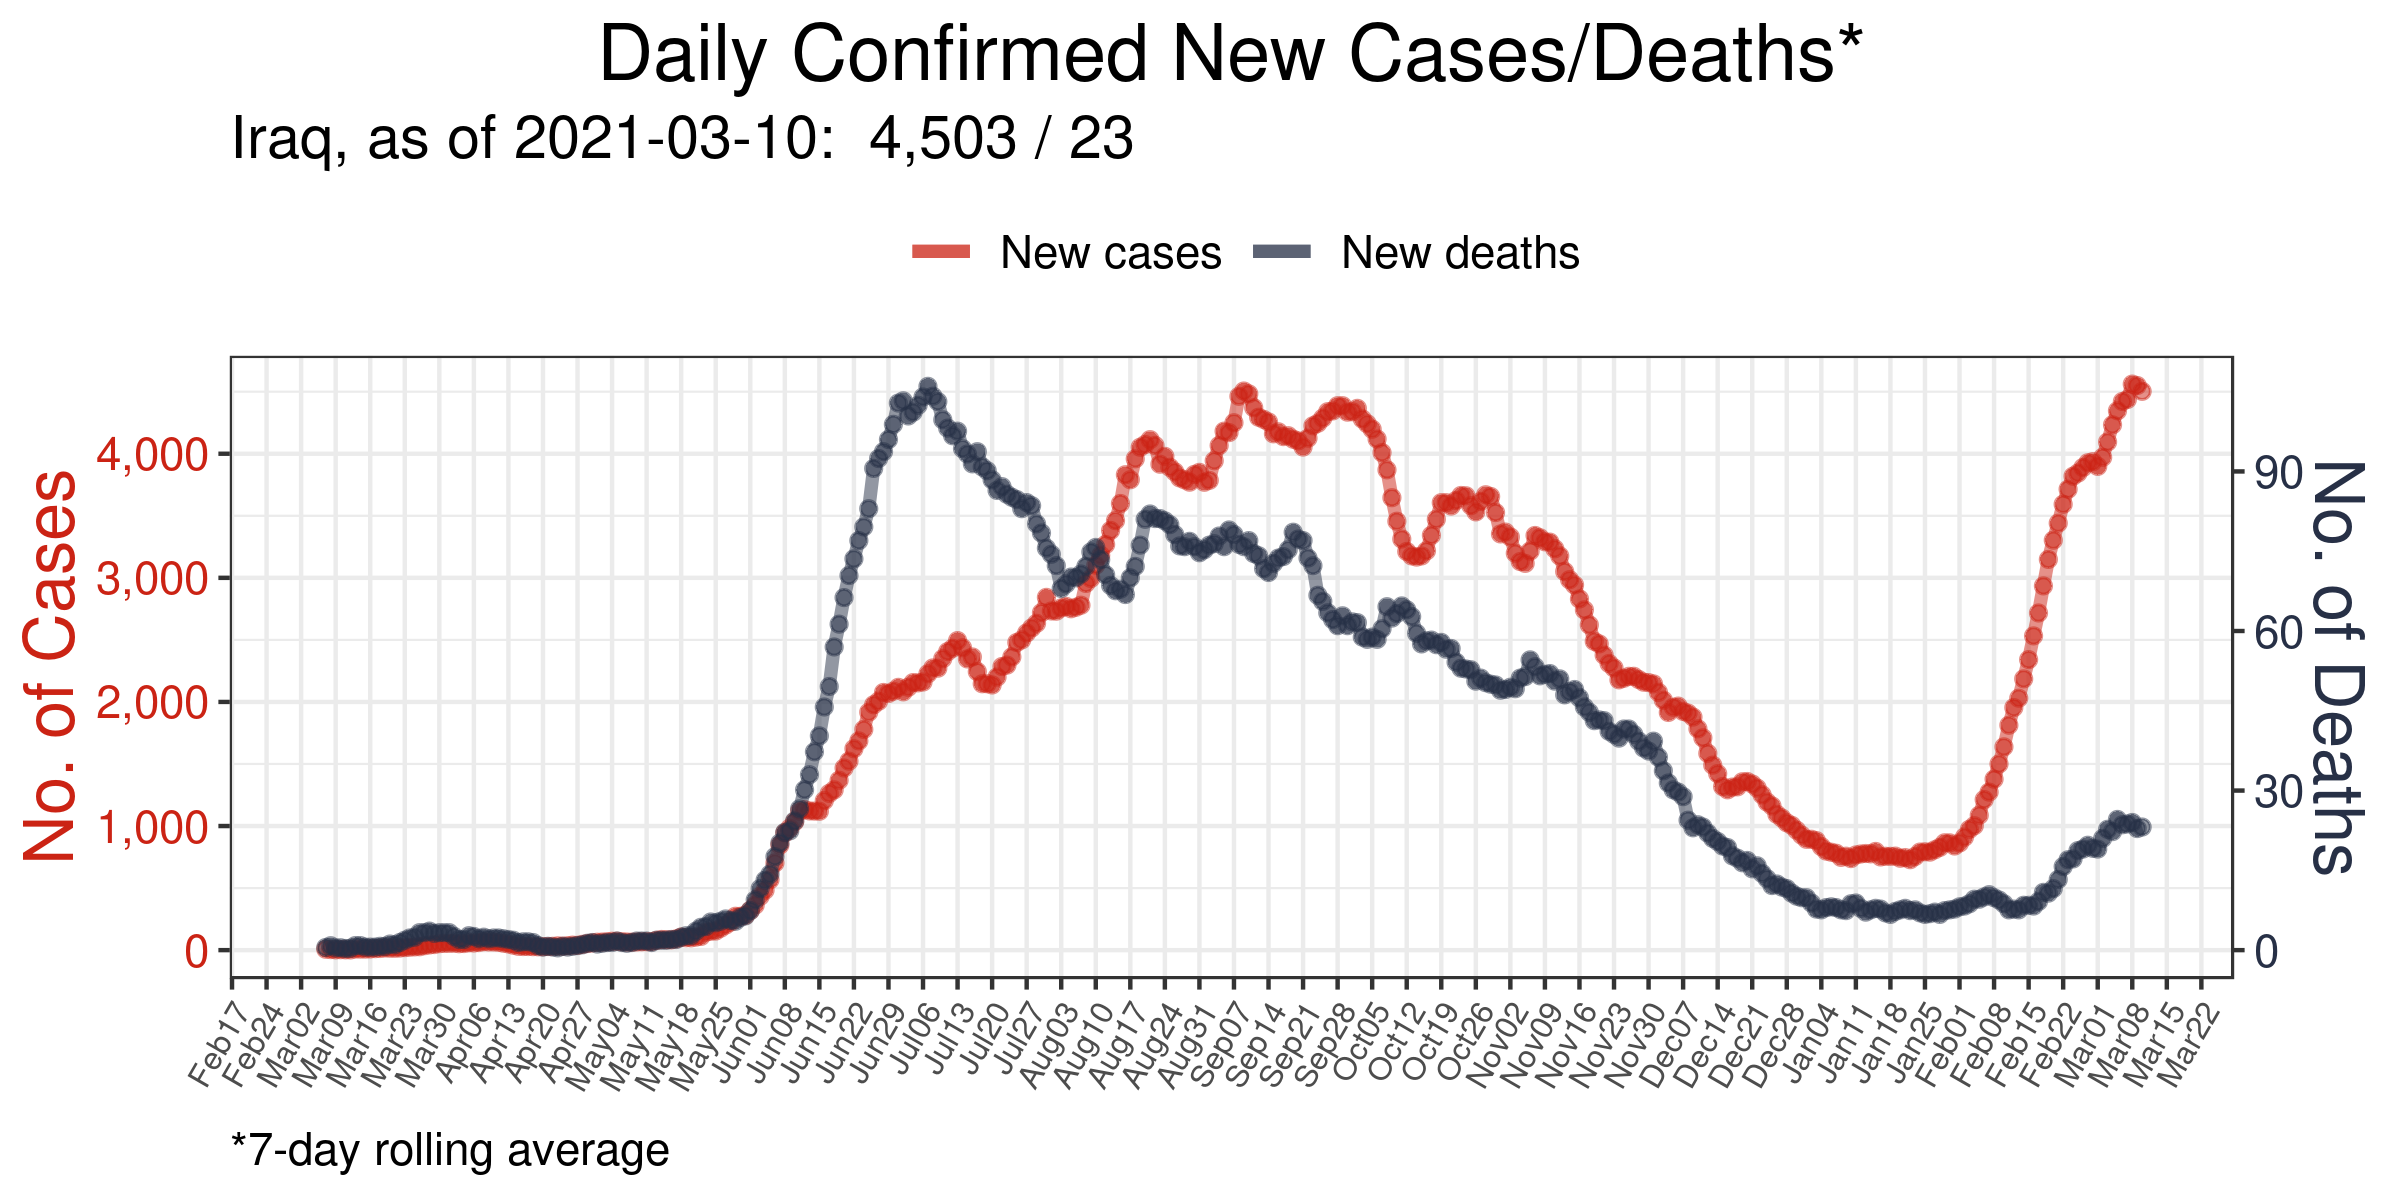 Daily Confirmed New Cases/Deaths*
Iraq, as of 2021-03-10:  4,503 / 23
New cases
New deaths
No. of Cases
4,000
3,000
2,000
1,000
0
90
60
30
0
No. of Deaths
Feb17
Feb24
Mar02
Mar09
Mar16
Mar23
Mar30
Apr06
Apr13
Apr20
Apr27
May04
May11
May18
May25
Jun01
Jun08
Jun15
Jun22
Jun29
Jul06
Jul13
Jul20
Jul27
Aug03
Aug10
Aug17
Aug24
Aug31
Sep07
Sep14
Sep21
Sep28
Oct05
Oct12
Oct19
Oct26
Nov02
Nov09
Nov16
Nov23
Nov30
Dec07
Dec14
Dec21
Dec28
Jan04
Jan11
Jan18
Jan25
Feb01
Feb08
Feb15
Feb22
Mar01
Mar08
Mar15
Mar22
*7-day rolling average